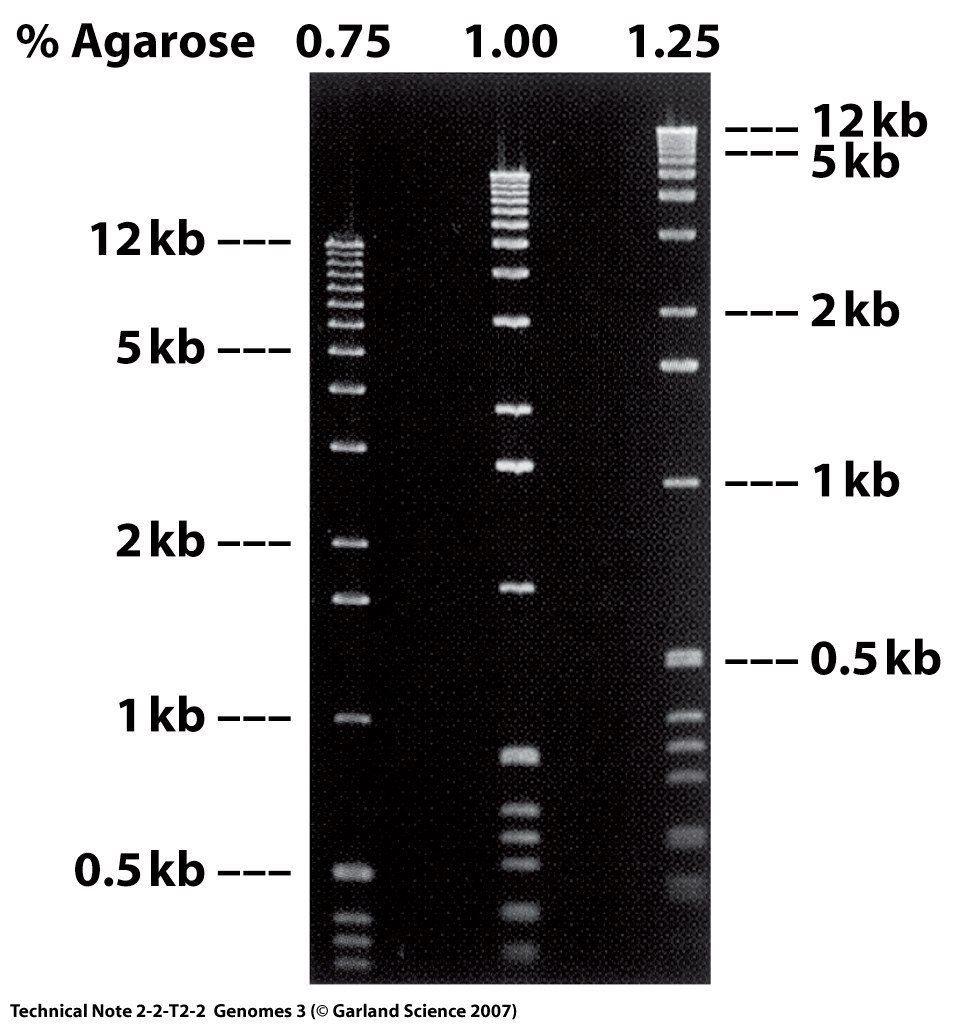 % Agarose 0.75 1.00 1.25
12 kb
5 kb
2 kb
1 kb
0.5 kb
12 kb
5 kb
2 kb
1 kb
0.5 kb
Technical Note 2-2-T2-2 Genomes 3 (© Garland Science 2007)